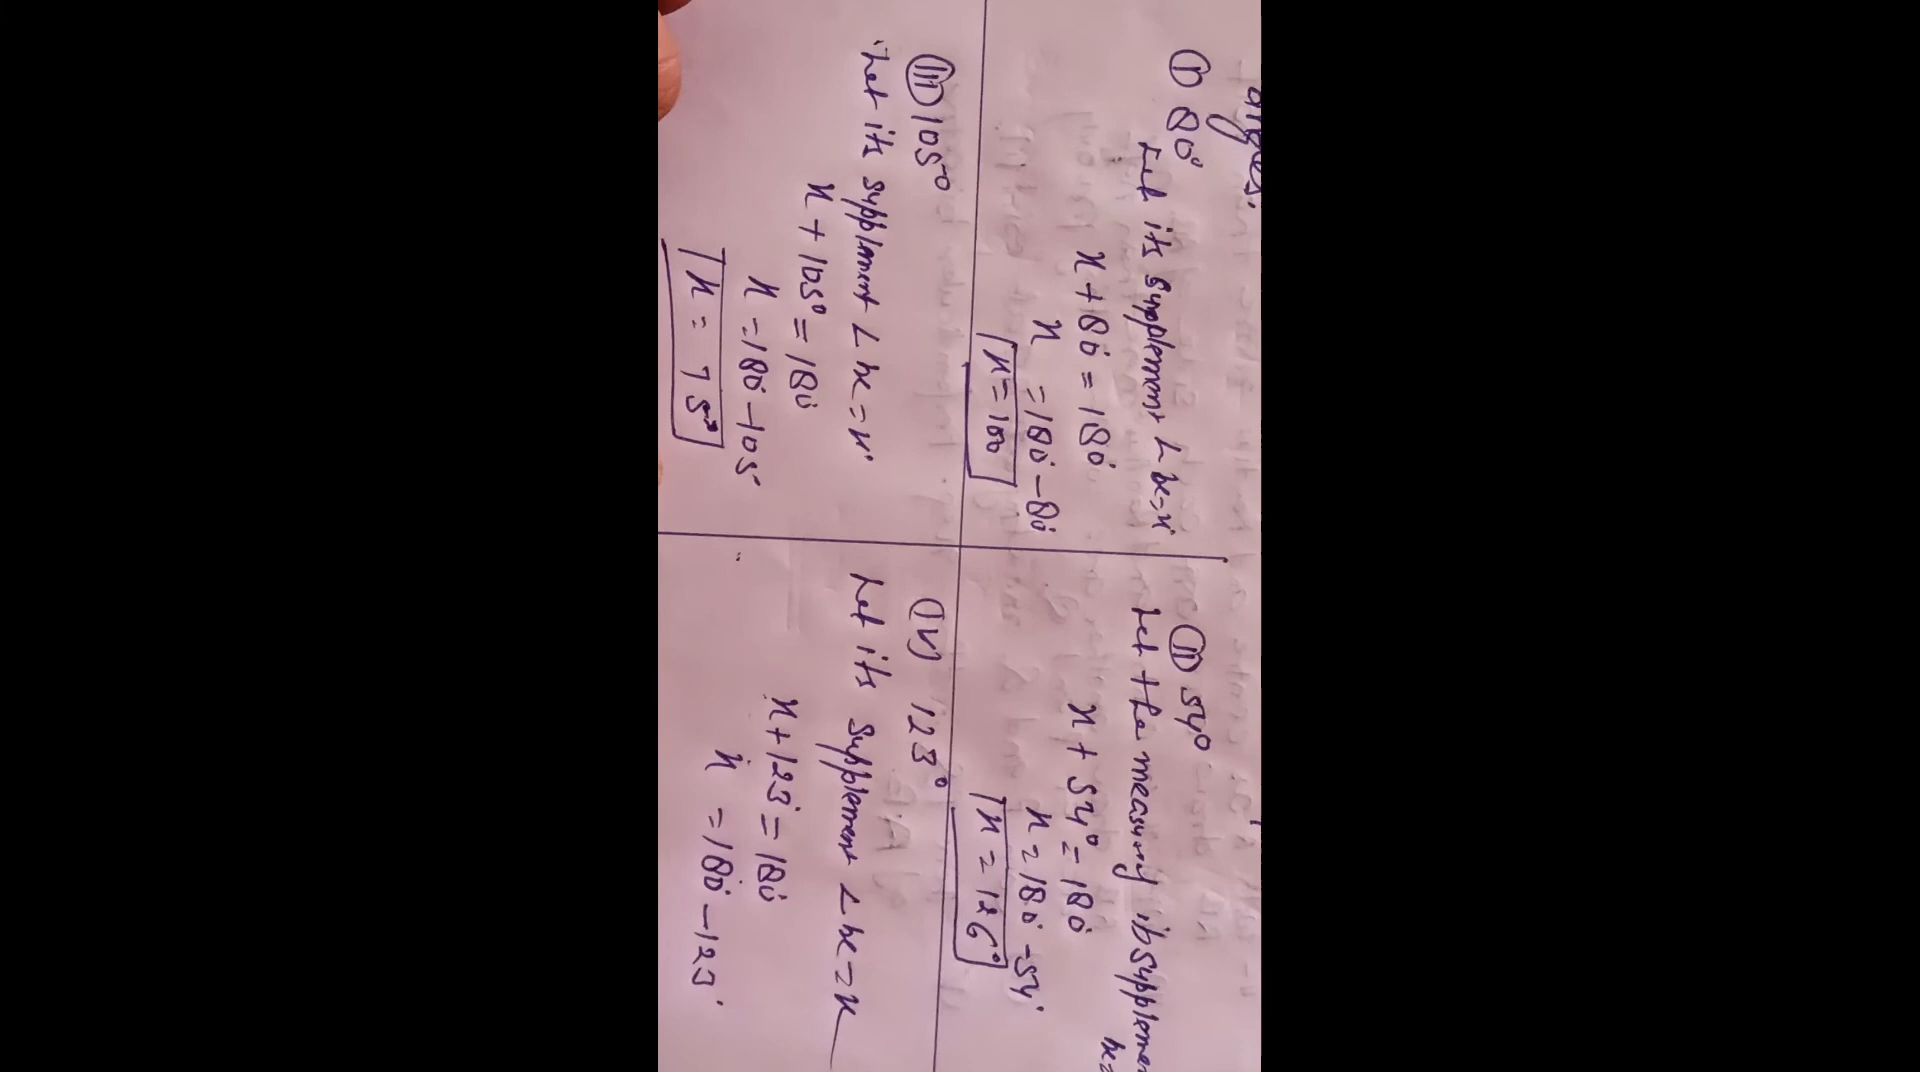 angles.
(i) 80°
Let its supplement ∠ be = x
x + 80° = 180°
x = 180° - 80°
x = 100
(ii) 54°
Let the measure y its supplement
be =
x + 54° = 180°
x = 180° - 54°
x = 126°
(iii) 105°
Let its supplement ∠ be = x
x + 105° = 180°
x = 180° - 105°
x = 75°
(iv) 123°
Let its supplement ∠ be = x
x + 123° = 180°
x = 180° - 123°